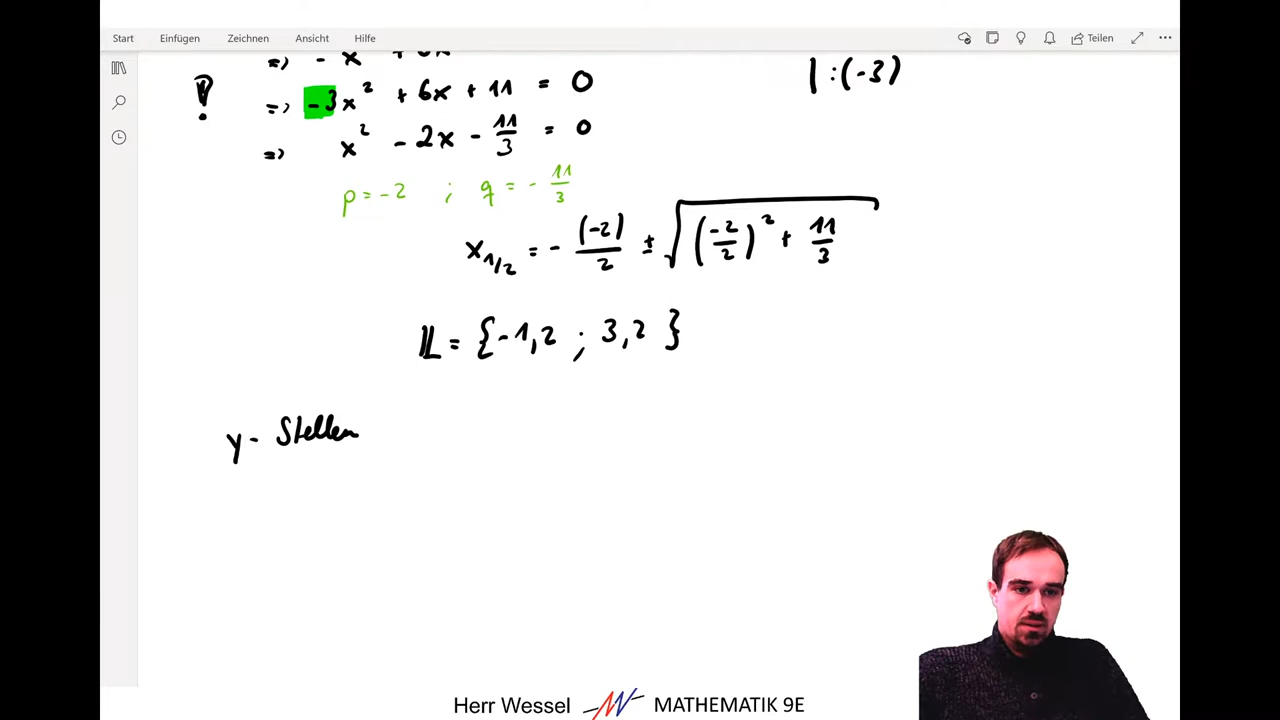 Start Einfügen Zeichnen Ansicht Hilfe Teilen
=> - x + 6x
! => -3x² + 6x + 11 = 0 | :(-3)
=> x² - 2x - 11/3 = 0
p = -2 ; q = - 11/3
x₁/₂ = - (-2)/2 ± √((-2/2)² + 11/3)
𝕃 = {-1,2 ; 3,2}
y- Stellen
Herr Wessel MATHEMATIK 9E